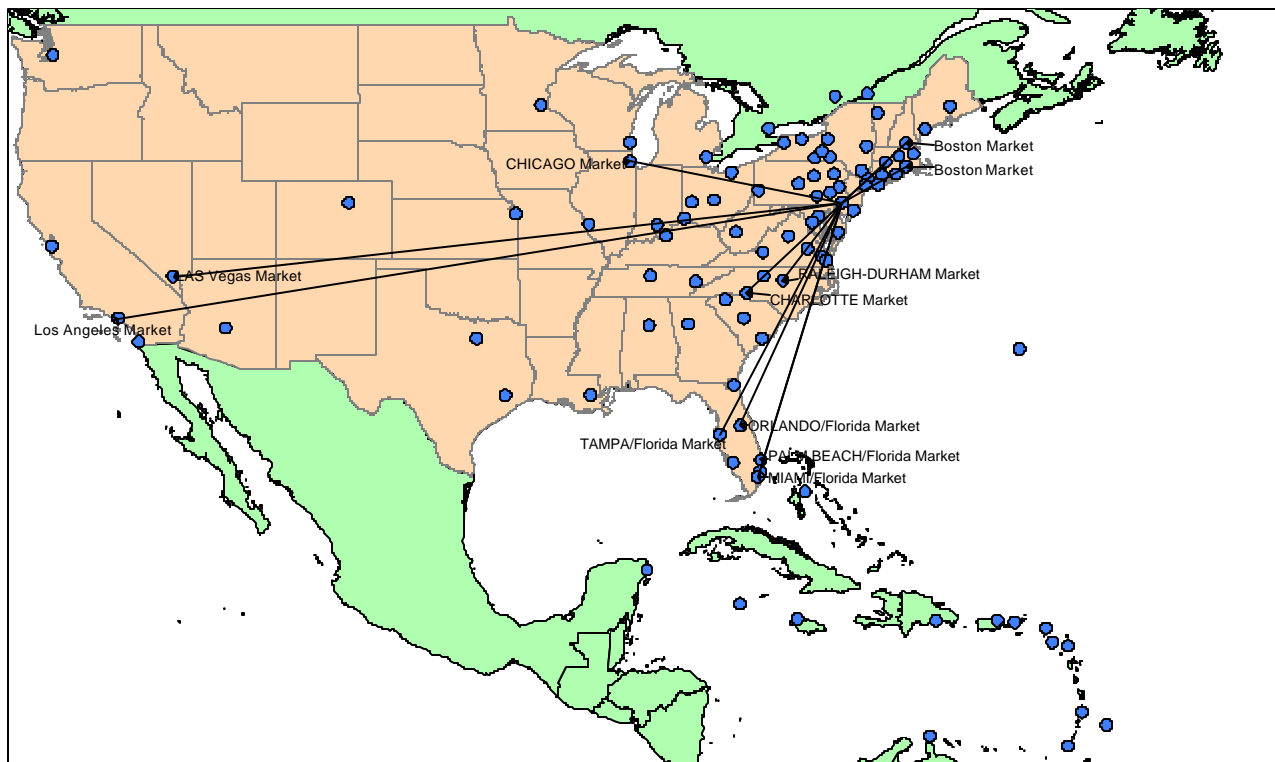 Boston Market
CHICAGO Market
Boston Market
RALEIGH-DURHAM Market
LAS Vegas Market
CHARLOTTE Market
Los Angeles Market
ORLANDO/Florida Market
TAMPA/Florida Market
PALM BEACH/Florida Market
MIAMI/Florida Market